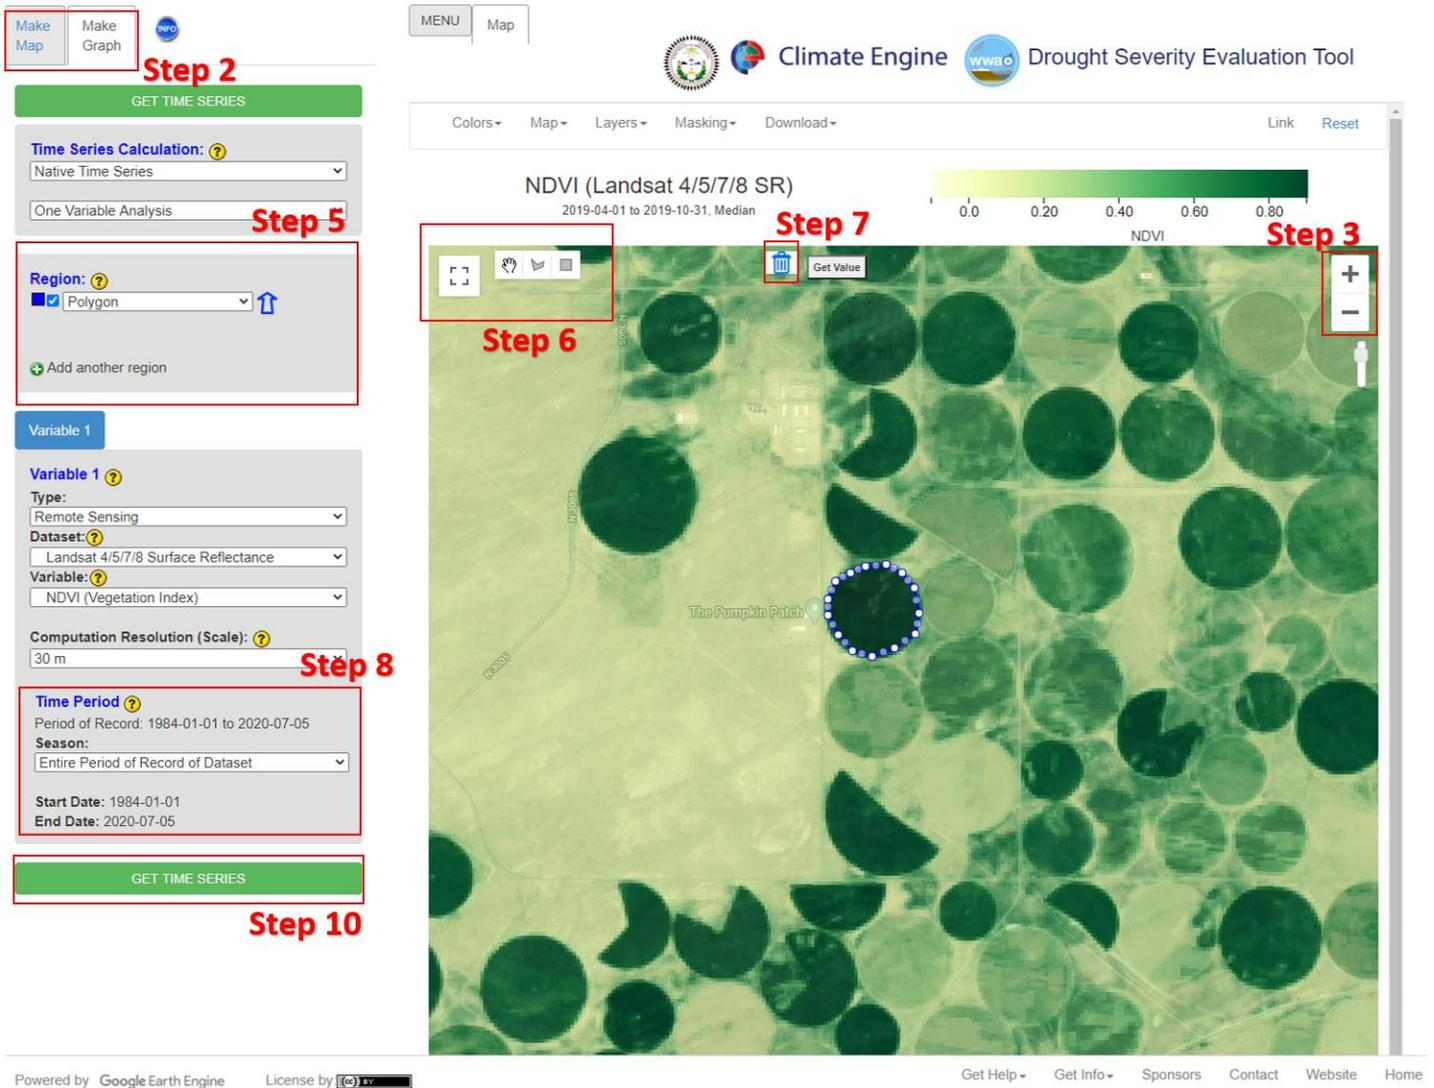 Make
Map
Make
Graph
INFO
Step 2
GET TIME SERIES
Time Series Calculation: ?
Native Time Series
One Variable Analysis
Step 5
Region: ?
Polygon
Add another region
Variable 1
Variable 1 ?
Type:
Remote Sensing
Dataset: ?
Landsat 4/5/7/8 Surface Reflectance
Variable: ?
NDVI (Vegetation Index)
Computation Resolution (Scale): ?
30 m
Step 8
Time Period ?
Period of Record: 1984-01-01 to 2020-07-05
Season:
Entire Period of Record of Dataset
Start Date: 1984-01-01
End Date: 2020-07-05
GET TIME SERIES
Step 10
MENU
Map
Climate Engine
wwao
Drought Severity Evaluation Tool
Colors
Map
Layers
Masking
Download
Link
Reset
NDVI (Landsat 4/5/7/8 SR)
2019-04-01 to 2019-10-31, Median
0.0 0.20 0.40 0.60 0.80
NDVI
Step 7
Step 3
Get Value
+
−
Step 6
N 3005
N 3005
The Pumpkin Patch
N 3005
Powered by Google Earth Engine
License by: (cc) BY
Get Help
Get Info
Sponsors
Contact
Website
Home